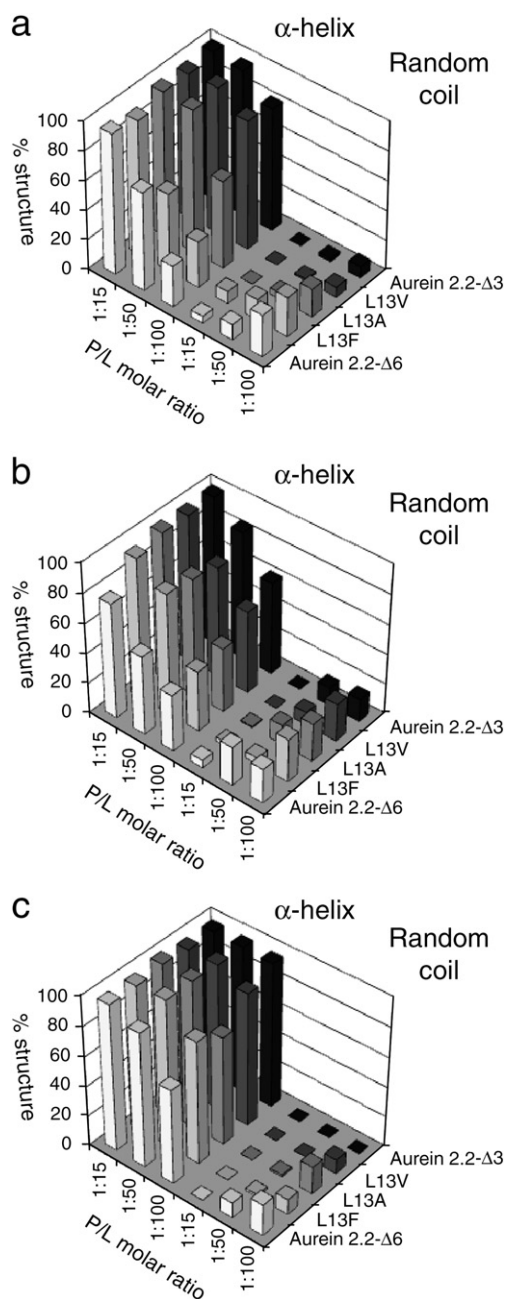 a
α-helix
Random
coil
100
80
60
40
20
0
% structure
1:15
1:50
1:100
1:15
1:50
1:100
P/L molar ratio
Aurein 2.2-Δ3
L13V
L13A
L13F
Aurein 2.2-Δ6
b
α-helix
Random
coil
100
80
60
40
20
0
% structure
1:15
1:50
1:100
1:15
1:50
1:100
P/L molar ratio
Aurein 2.2-Δ3
L13V
L13A
L13F
Aurein 2.2-Δ6
c
α-helix
Random
coil
100
80
60
40
20
0
% structure
1:15
1:50
1:100
1:15
1:50
1:100
P/L molar ratio
Aurein 2.2-Δ3
L13V
L13A
L13F
Aurein 2.2-Δ6